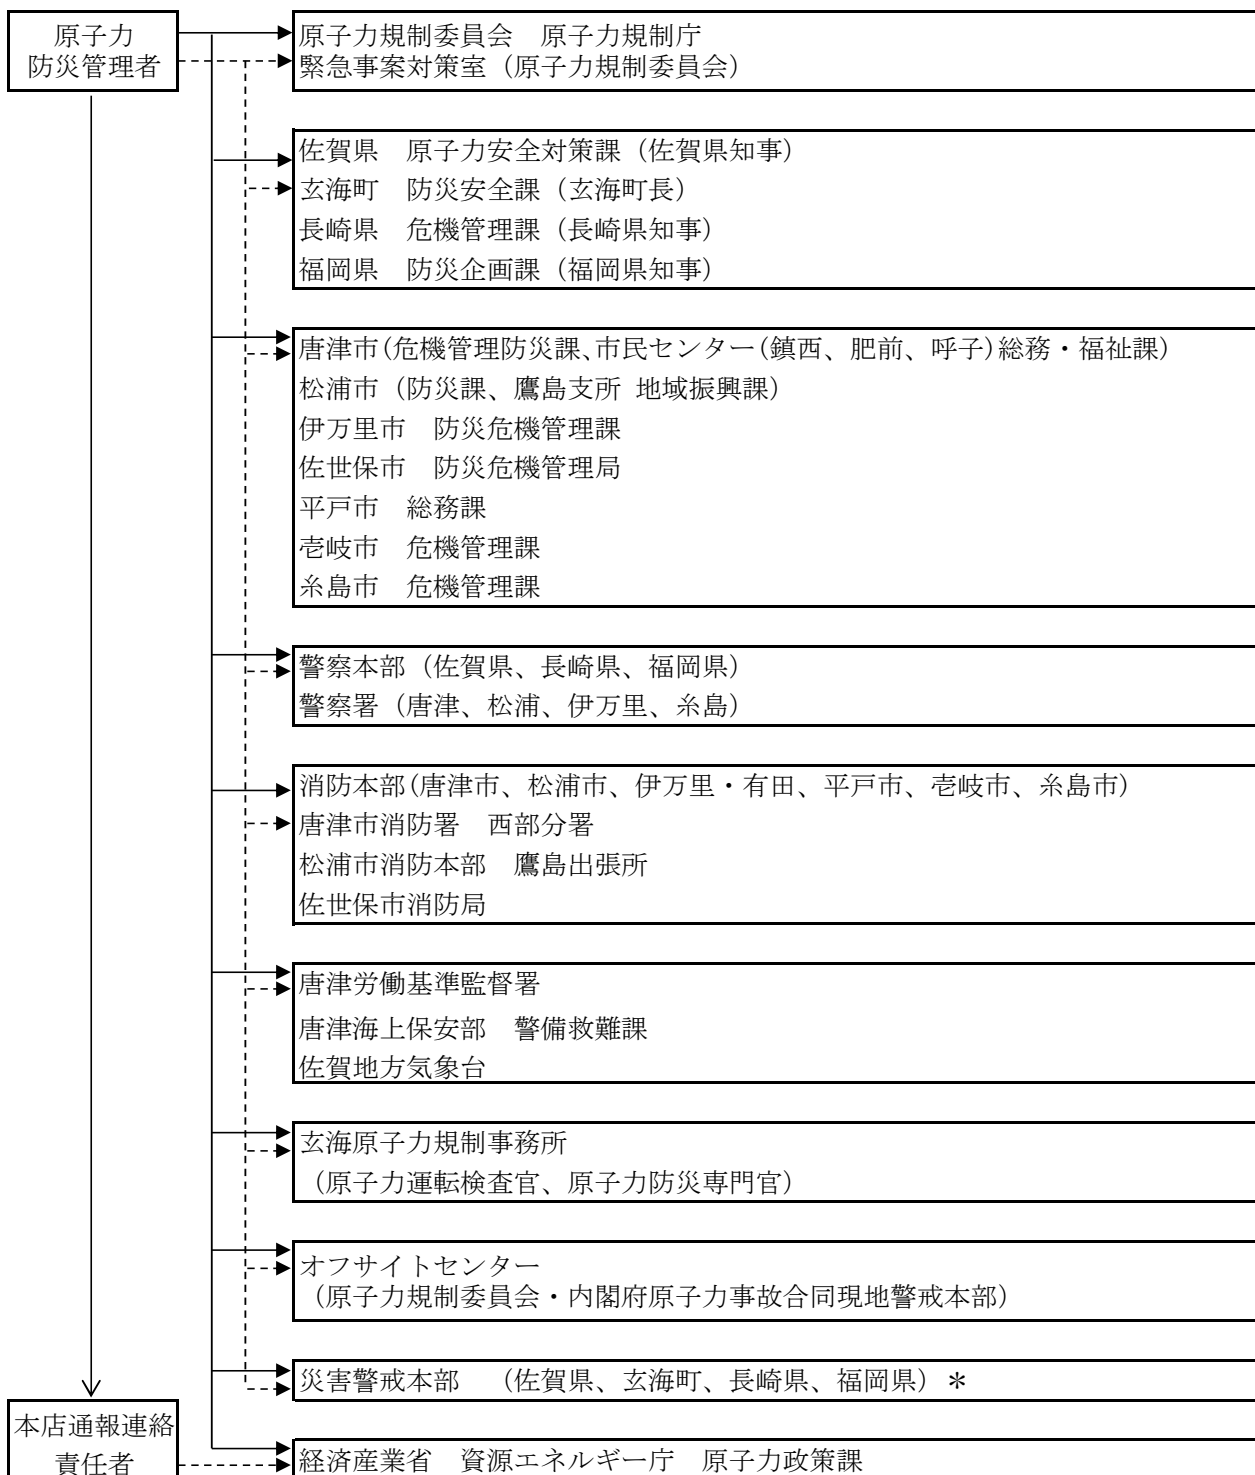 原子力
防災管理者
原子力規制委員会　原子力規制庁
緊急事案対策室（原子力規制委員会）
佐賀県　原子力安全対策課（佐賀県知事）
玄海町　防災安全課（玄海町長）
長崎県　危機管理課（長崎県知事）
福岡県　防災企画課（福岡県知事）
唐津市(危機管理防災課、市民センター(鎮西、肥前、呼子)総務・福祉課)
松浦市（防災課、鷹島支所 地域振興課）
伊万里市　防災危機管理課
佐世保市　防災危機管理局
平戸市　総務課
壱岐市　危機管理課
糸島市　危機管理課
警察本部（佐賀県、長崎県、福岡県）
警察署（唐津、松浦、伊万里、糸島）
消防本部(唐津市、松浦市、伊万里・有田、平戸市、壱岐市、糸島市)
唐津市消防署　西部分署
松浦市消防本部　鷹島出張所
佐世保市消防局
唐津労働基準監督署
唐津海上保安部　警備救難課
佐賀地方気象台
玄海原子力規制事務所
（原子力運転検査官、原子力防災専門官）
オフサイトセンター
（原子力規制委員会・内閣府原子力事故合同現地警戒本部）
災害警戒本部　（佐賀県、玄海町、長崎県、福岡県）＊
本店通報連絡
責任者
経済産業省　資源エネルギー庁　原子力政策課